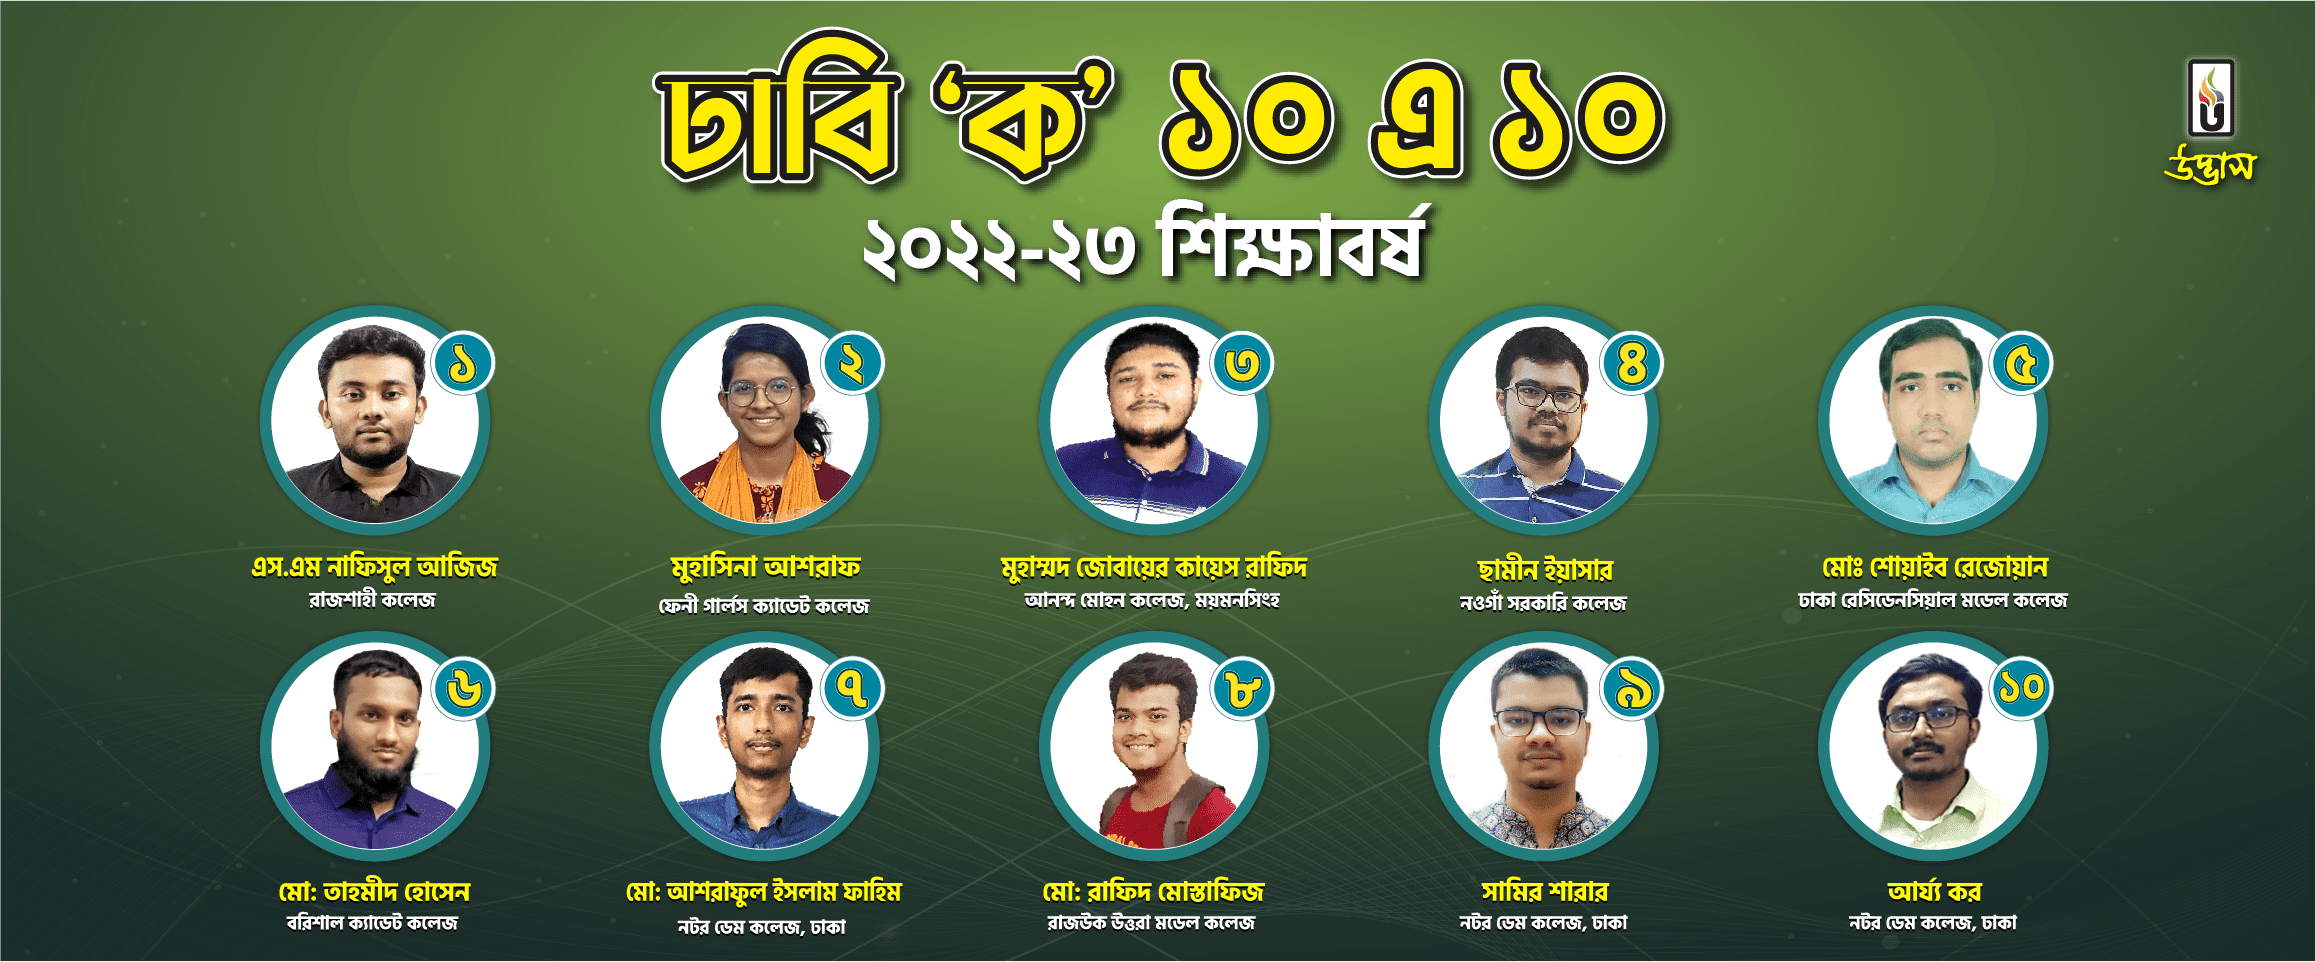 ঢাবি ‘ক’ ১০ এ ১০
উদ্ভাস
২০২২-২৩ শিক্ষাবর্ষ
১
২
৩
৪
৫
এস.এম নাফিসুল আজিজ
রাজশাহী কলেজ
মুহাসিনা আশরাফ
ফেনী গার্লস ক্যাডেট কলেজ
মুহাম্মদ জোবায়ের কায়েস রাফিদ
আনন্দ মোহন কলেজ, ময়মনসিংহ
ছামীন ইয়াসার
নওগাঁ সরকারি কলেজ
মোঃ শোয়াইব রেজোয়ান
ঢাকা রেসিডেনসিয়াল মডেল কলেজ
৬
৭
৮
৯
১০
মো: তাহমীদ হোসেন
বরিশাল ক্যাডেট কলেজ
মো: আশরাফুল ইসলাম ফাহিম
নটর ডেম কলেজ, ঢাকা
মো: রাফিদ মোস্তাফিজ
রাজউক উত্তরা মডেল কলেজ
সামির শারার
নটর ডেম কলেজ, ঢাকা
আর্য্য কর
নটর ডেম কলেজ, ঢাকা